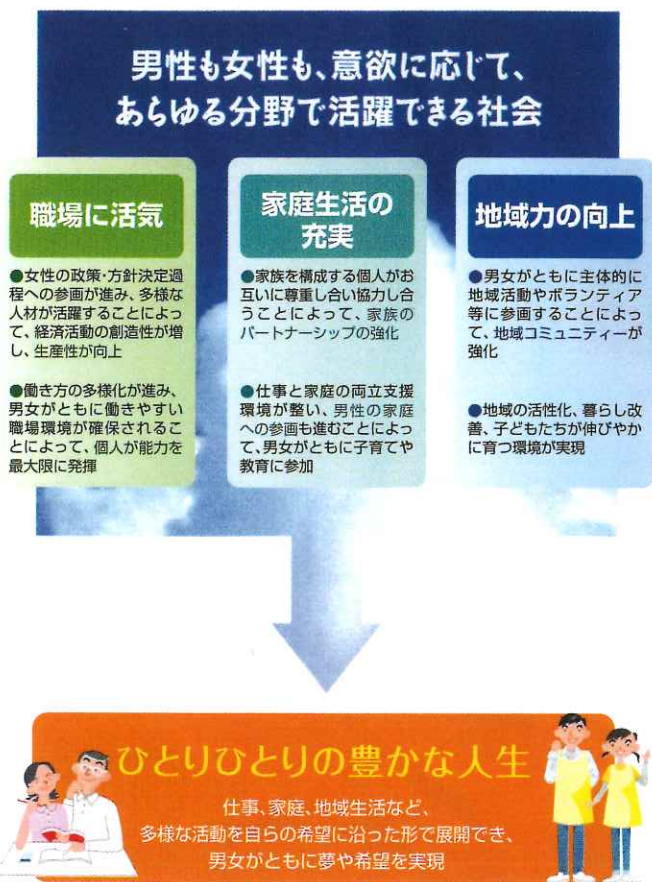 男性も女性も、意欲に応じて、
あらゆる分野で活躍できる社会
職場に活気
●女性の政策・方針決定過
程への参画が進み、多様な
人材が活躍することによっ
て、経済活動の創造性が増
し、生産性が向上
●働き方の多様化が進み、
男女がともに働きやすい
職場環境が確保されるこ
とによって、個人が能力を
最大限に発揮
家庭生活の
充実
●家族を構成する個人がお
互いに尊重し合い協力し合
うことによって、家族の
パートナーシップの強化
●仕事と家庭の両立支援
環境が整い、男性の家庭
への参画も進むことによっ
て、男女がともに子育てや
教育に参加
地域力の向上
●男女がともに主体的に
地域活動やボランティア
等に参画することによっ
て、地域コミュニティーが
強化
●地域の活性化、暮らし改
善、子どもたちが伸びやか
に育つ環境が実現
ひとりひとりの豊かな人生
仕事、家庭、地域生活など、
多様な活動を自らの希望に沿った形で展開でき、
男女がともに夢や希望を実現